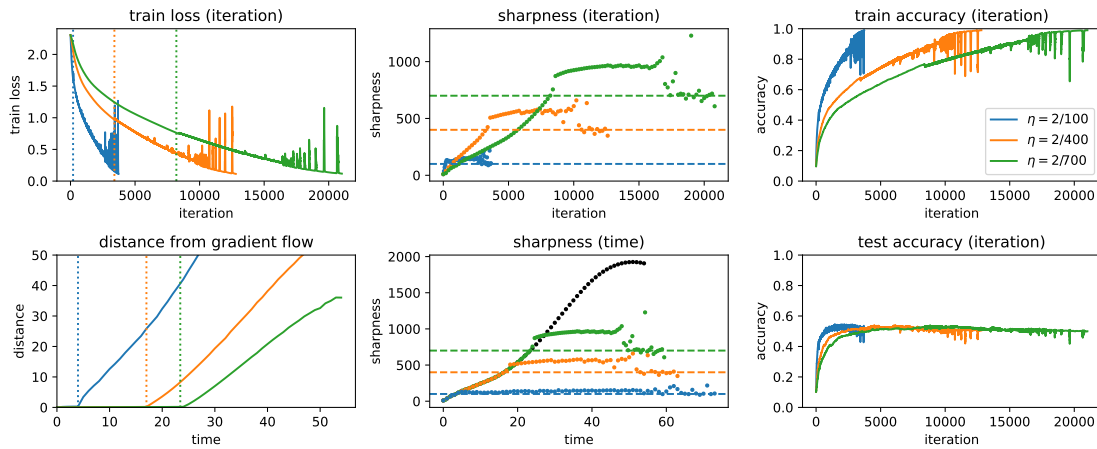 train loss (iteration)
train loss
2.0
1.5
1.0
0.5
0.0
0 5000 10000 15000 20000
iteration
sharpness (iteration)
sharpness
1000
500
0
0 5000 10000 15000 20000
iteration
train accuracy (iteration)
accuracy
1.0
0.8
0.6
0.4
0.2
0.0
η = 2/100
η = 2/400
η = 2/700
0 5000 10000 15000 20000
iteration
distance from gradient flow
distance
50
40
30
20
10
0
0 10 20 30 40 50
time
sharpness (time)
sharpness
2000
1500
1000
500
0
0 20 40 60
time
test accuracy (iteration)
accuracy
1.0
0.8
0.6
0.4
0.2
0.0
0 5000 10000 15000 20000
iteration